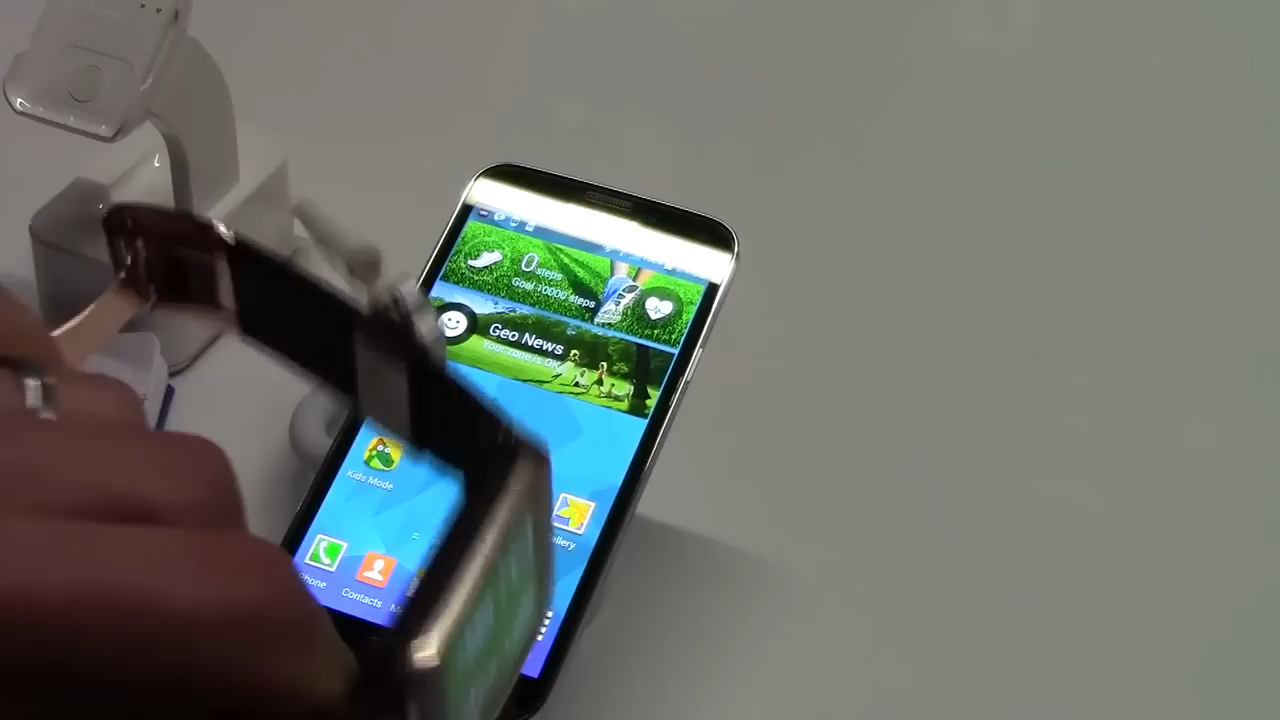 0 steps
Goal 10000 steps
Geo News
Your zone is OK
Kids Mode
Contacts